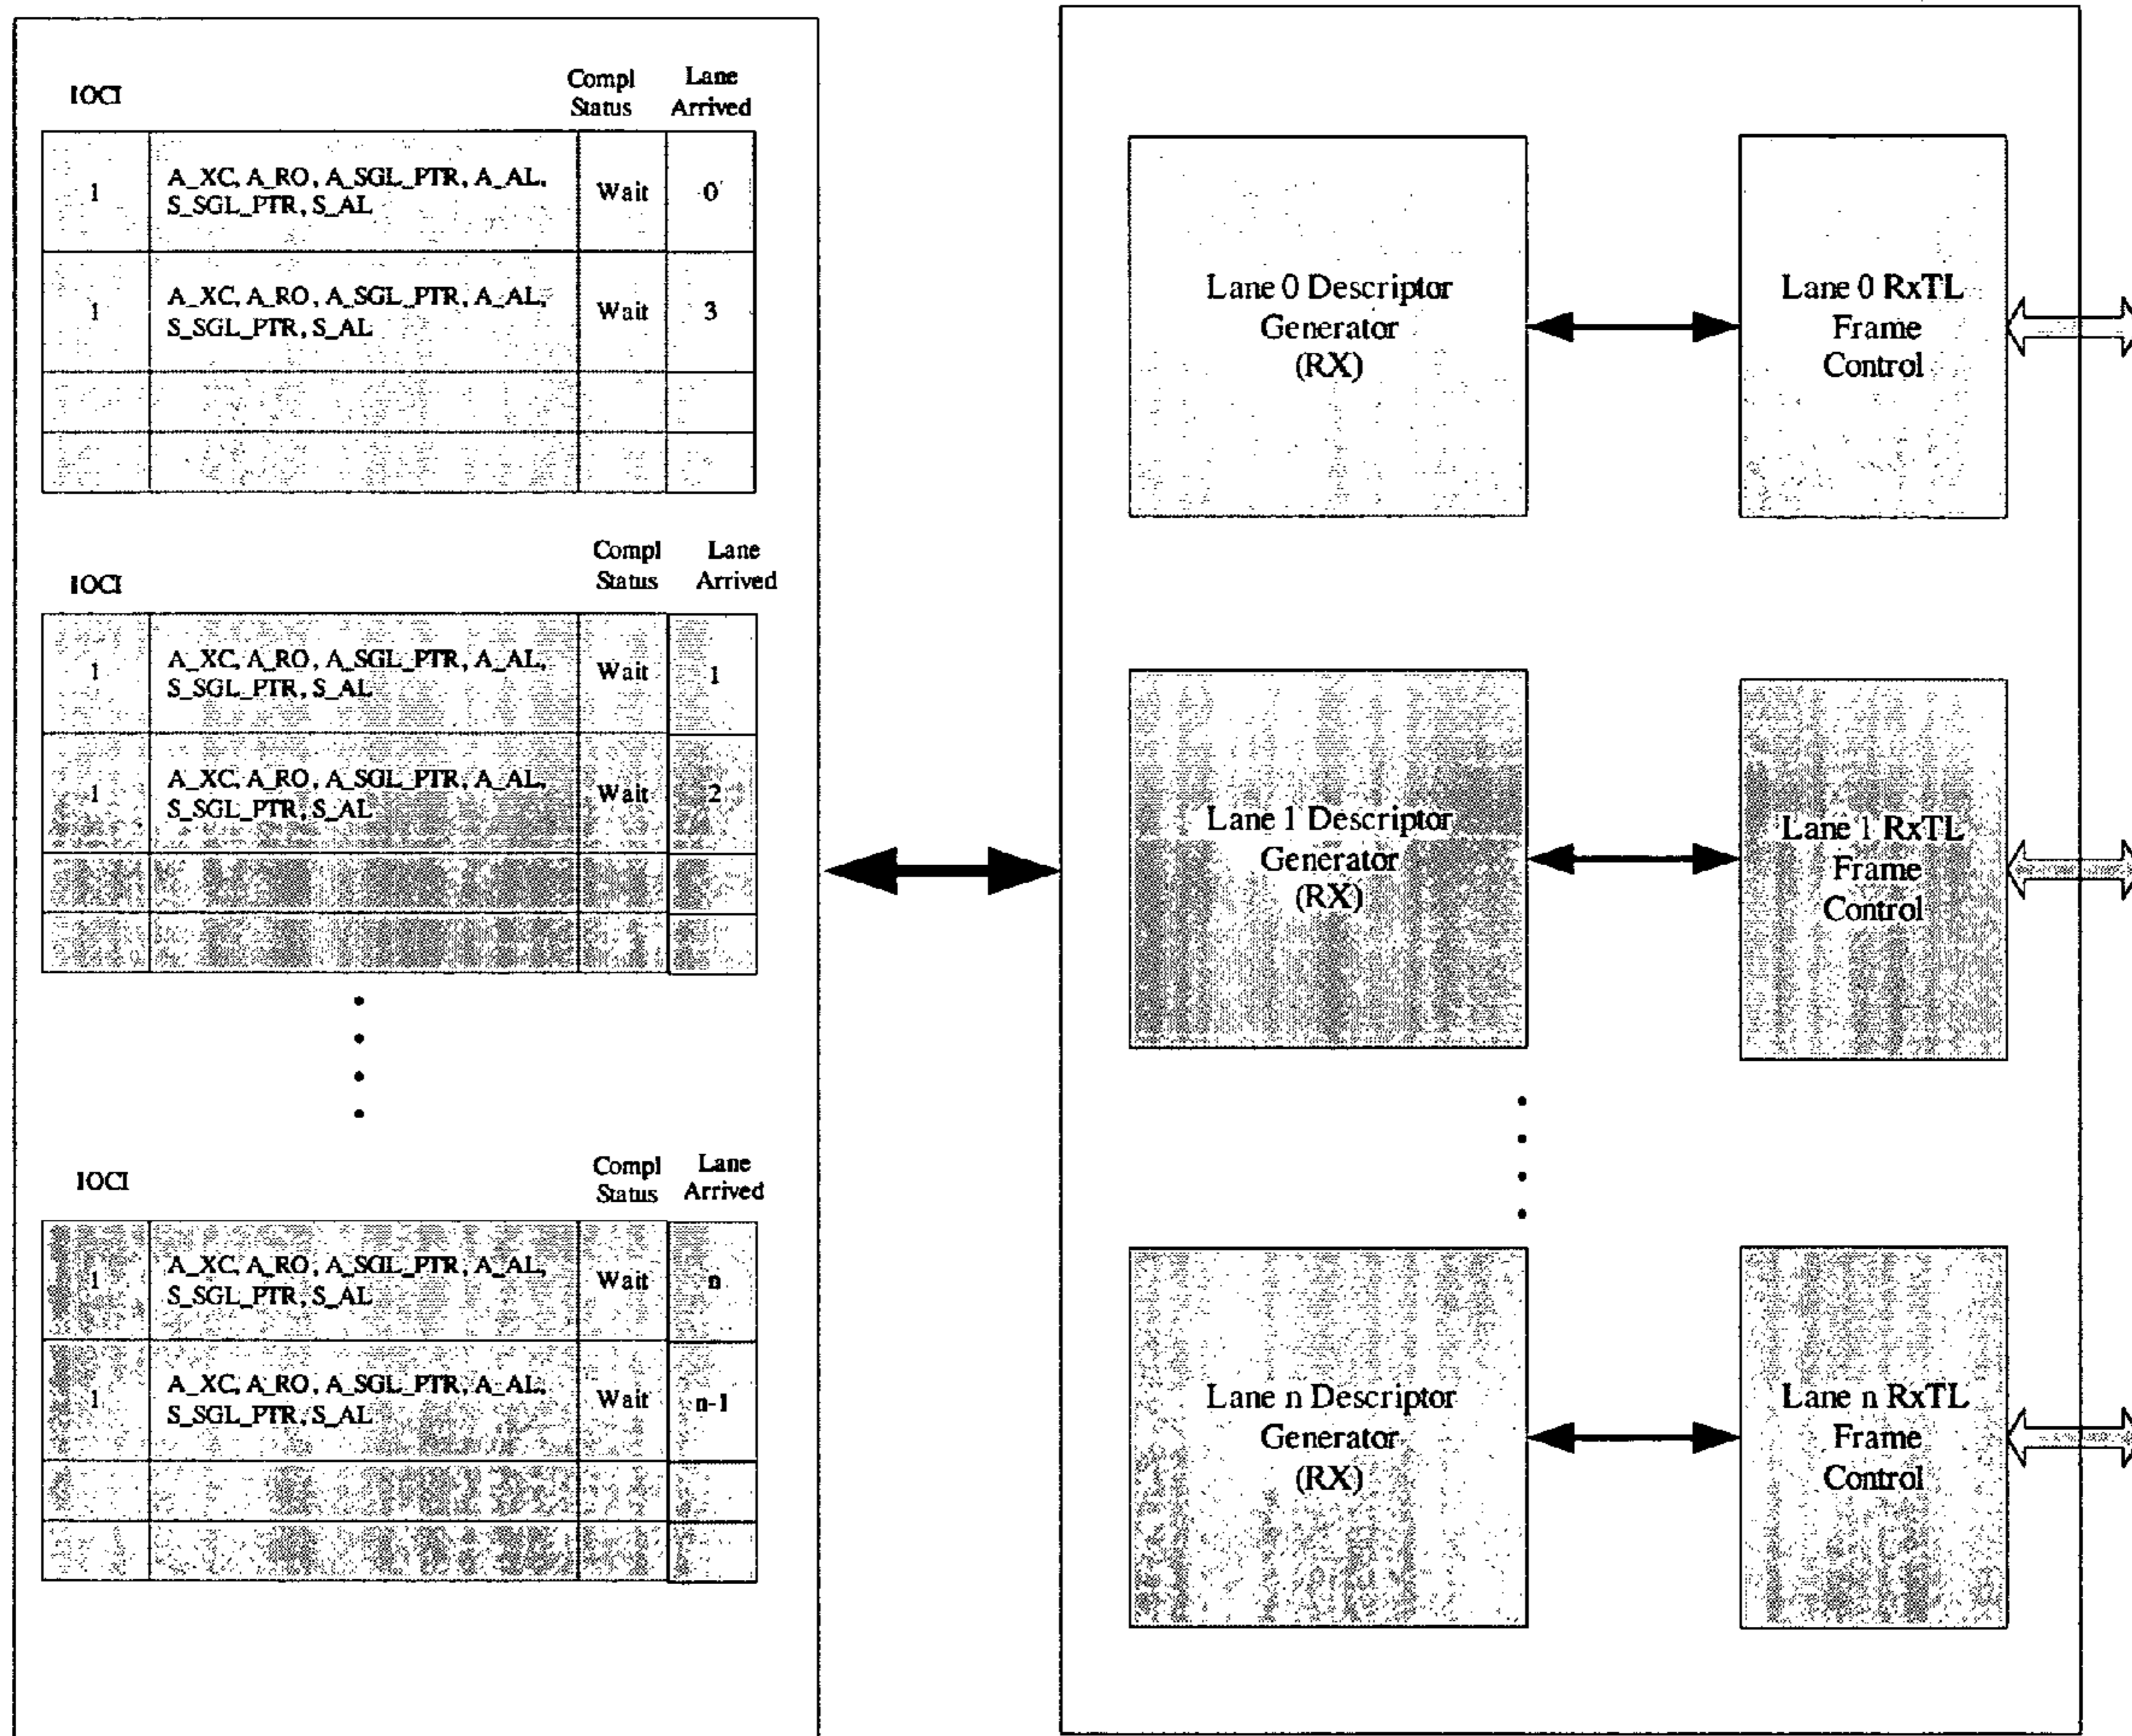 IOCI
Compl
Status
Lane
Arrived
1
A_XC, A_RO, A_SGL_PTR, A_AL,
S_SGL_PTR, S_AL
Wait
0
1
A_XC, A_RO, A_SGL_PTR, A_AL,
S_SGL_PTR, S_AL
Wait
3
IOCI
Compl
Status
Lane
Arrived
1
A_XC, A_RO, A_SGL_PTR, A_AL,
S_SGL_PTR, S_AL
Wait
1
1
A_XC, A_RO, A_SGL_PTR, A_AL,
S_SGL_PTR, S_AL
Wait
2
IOCI
Compl
Status
Lane
Arrived
1
A_XC, A_RO, A_SGL_PTR, A_AL,
S_SGL_PTR, S_AL
Wait
n
1
A_XC, A_RO, A_SGL_PTR, A_AL,
S_SGL_PTR, S_AL
Wait
n-1
Lane 0 Descriptor
Generator
(RX)
Lane 0 RxTL
Frame
Control
Lane 1 Descriptor
Generator
(RX)
Lane 1 RxTL
Frame
Control
Lane n Descriptor
Generator
(RX)
Lane n RxTL
Frame
Control